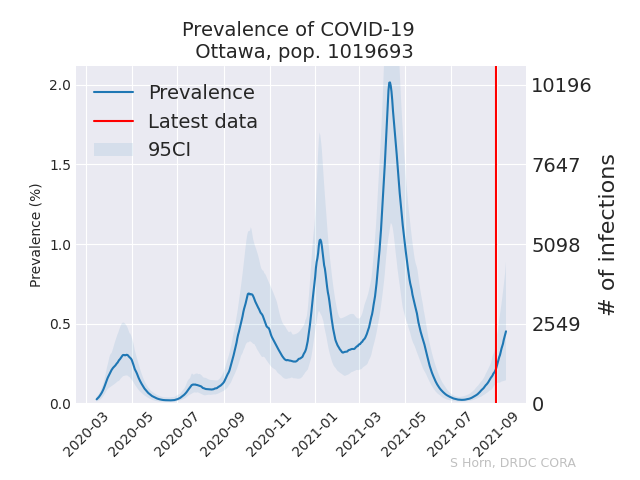 Prevalence of COVID-19
Ottawa, pop. 1019693
Prevalence
Latest data
95CI
Prevalence (%)
2.0
1.5
1.0
0.5
0.0
10196
7647
5098
2549
0
# of infections
2020-03
2020-05
2020-07
2020-09
2020-11
2021-01
2021-03
2021-05
2021-07
2021-09
S Horn, DRDC CORA